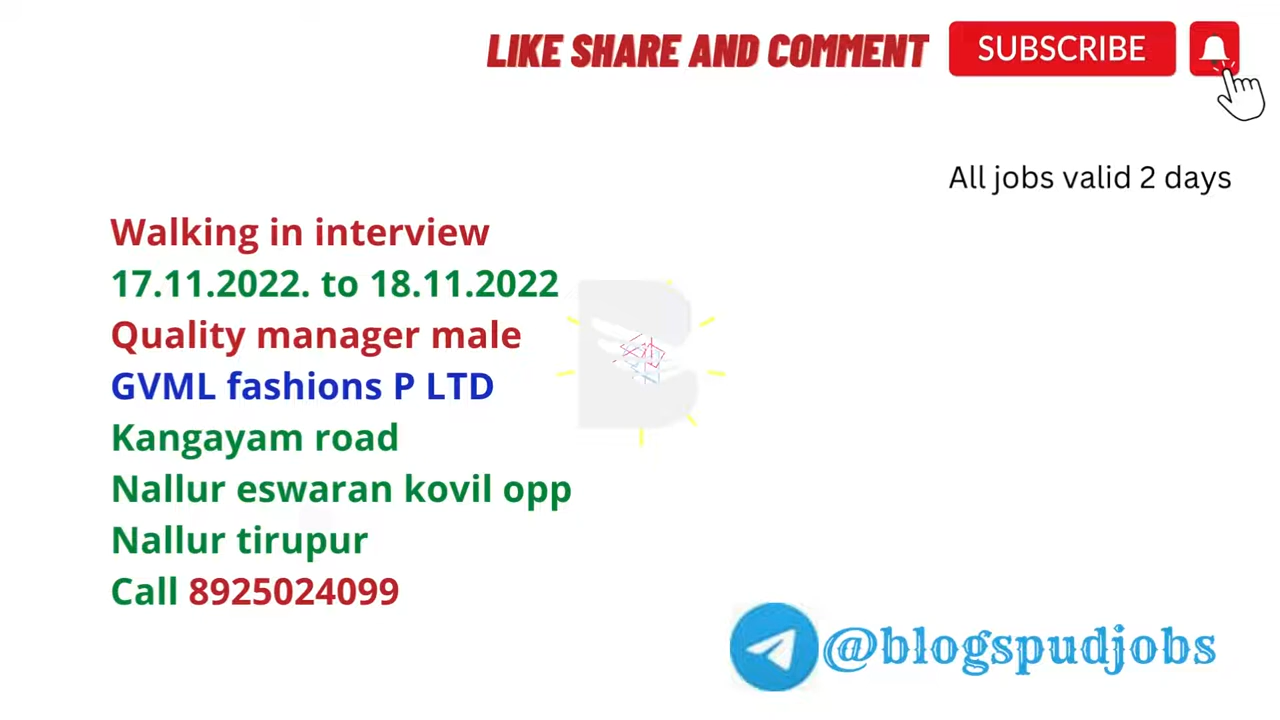 LIKE SHARE AND COMMENT SUBSCRIBE
All jobs valid 2 days
Walking in interview
17.11.2022. to 18.11.2022
Quality manager male
GVML fashions P LTD
Kangayam road
Nallur eswaran kovil opp
Nallur tirupur
Call 8925024099
@blogspudjobs